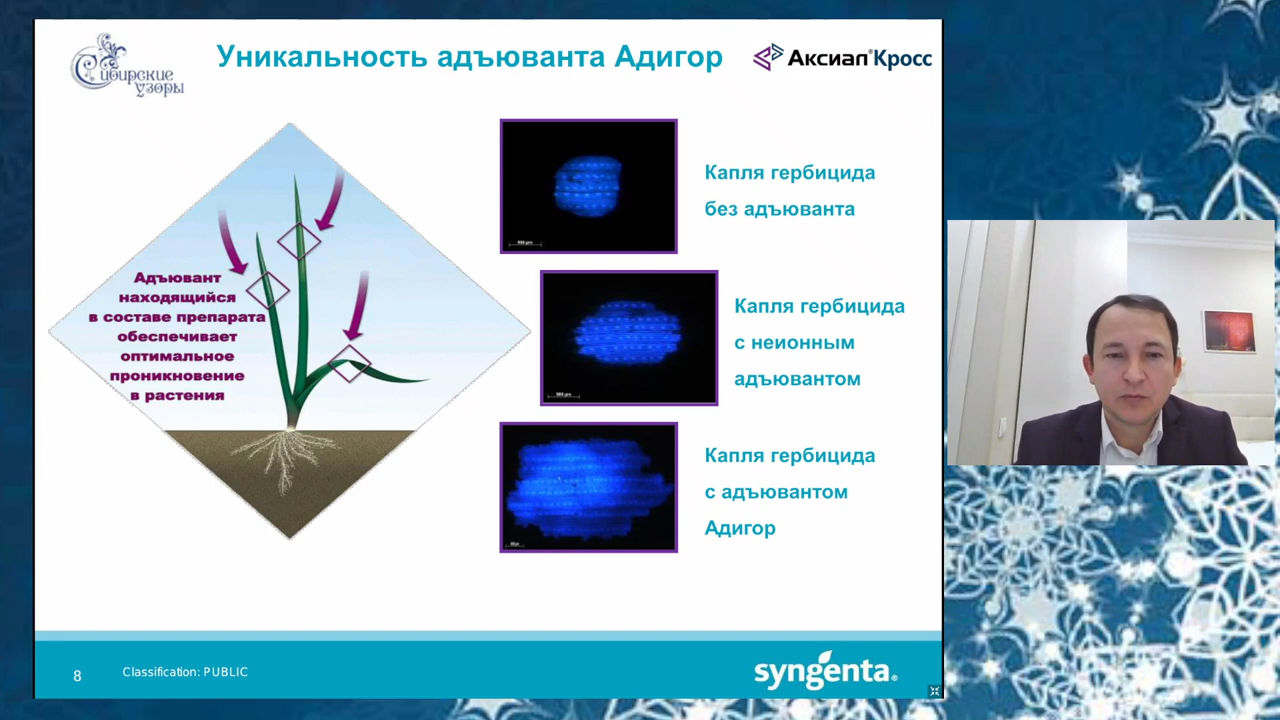 Сибирские
узоры
Уникальность адъюванта Адигор
Аксиал®Кросс
Адъювант
находящийся
в составе препарата
обеспечивает
оптимальное
проникновение
в растения
Капля гербицида
без адъюванта
Капля гербицида
с неионным
адъювантом
Капля гербицида
с адъювантом
Адигор
8
Classification: PUBLIC
syngenta®